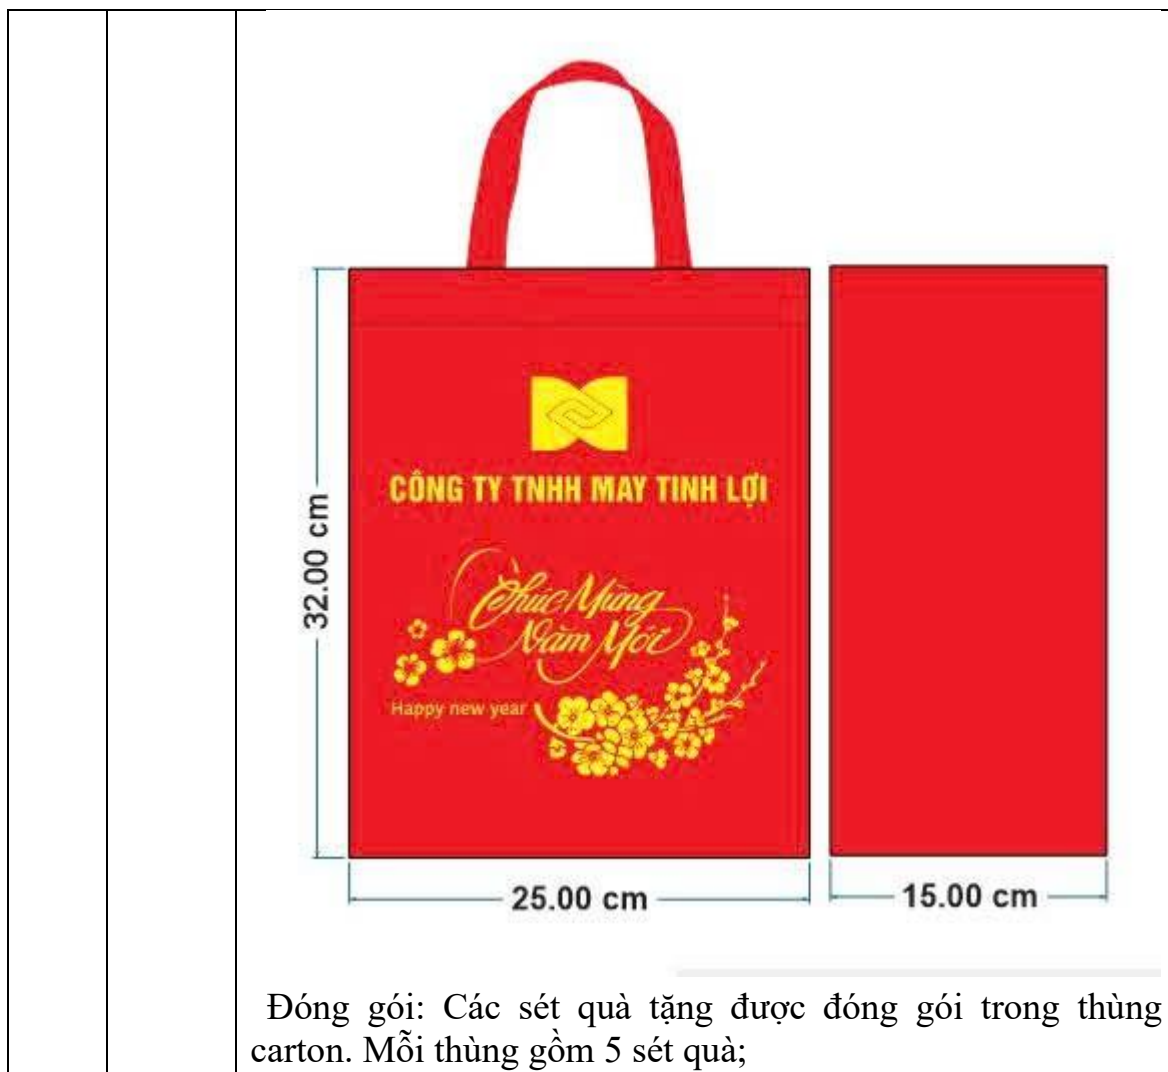 CÔNG TY TNHH MAY TINH LỢI
32.00 cm
Chúc Mừng
Năm Mới
Happy new year
25.00 cm
15.00 cm
Đóng gói: Các sét quà tặng được đóng gói trong thùng
carton. Mỗi thùng gồm 5 sét quà;